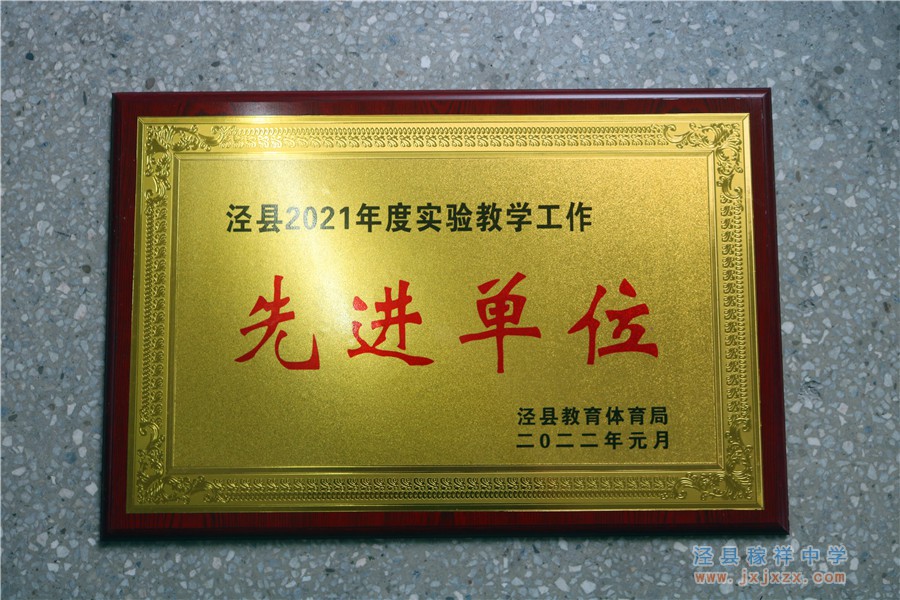 泾县2021年度实验教学工作
先进单位
泾县教育体育局
二0二二年元月
泾县稼祥中学
www.jxjxzx.com